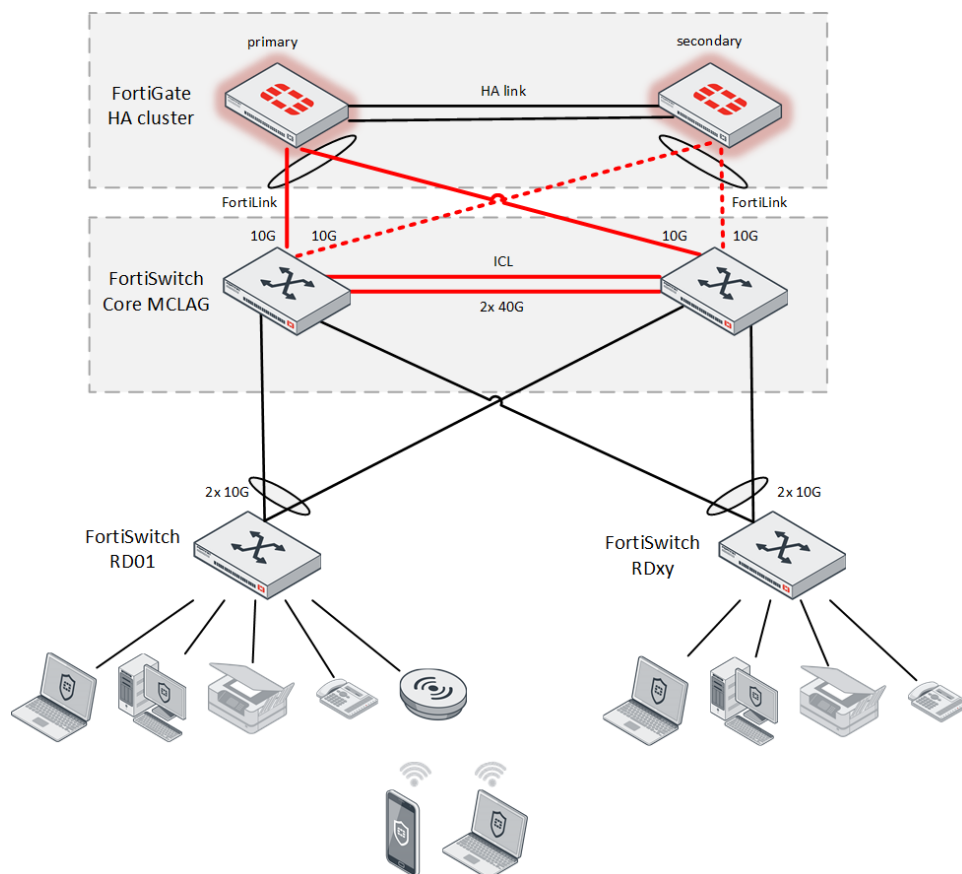 primary
secondary
FortiGate
HA cluster
HA link
FortiLink
FortiLink
10G
10G
10G
10G
FortiSwitch
Core MCLAG
ICL
2x 40G
2x 10G
2x 10G
FortiSwitch
RD01
FortiSwitch
RDxy